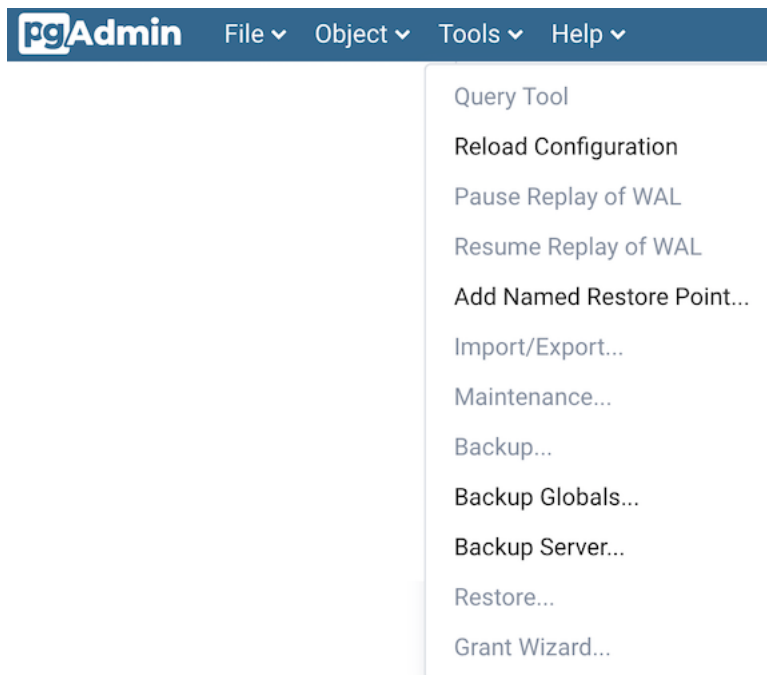 pgAdmin File Object Tools Help
Query Tool
Reload Configuration
Pause Replay of WAL
Resume Replay of WAL
Add Named Restore Point...
Import/Export...
Maintenance...
Backup...
Backup Globals...
Backup Server...
Restore...
Grant Wizard...